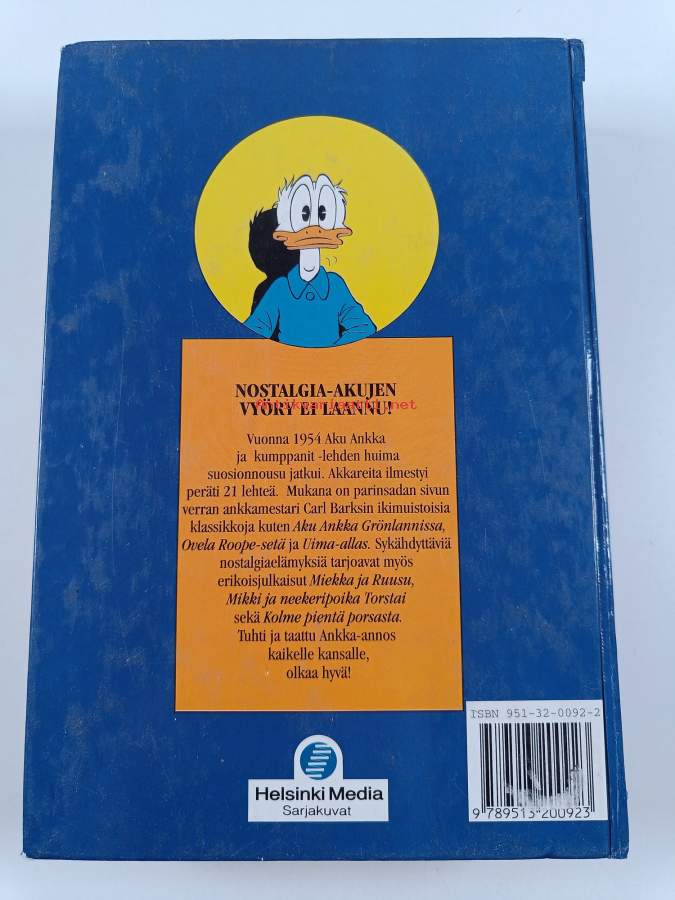 NOSTALGIA-AKUJEN
VYÖRY EI LAANNU!
Vuonna 1954 Aku Ankka
ja kumppanit -lehden huima
suosionnousu jatkui. Akkareita ilmestyi
peräti 21 lehteä. Mukana on parinsadan sivun
verran ankkamestari Carl Barksin ikimuistoisia
klassikkoja kuten Aku Ankka Grönlannissa,
Ovela Roope-setä ja Uima-allas. Sykähdyttäviä
nostalgiaelämyksiä tarjoavat myös
erikoisjulkaisut Miekka ja Ruusu,
Mikki ja neekeripoika Torstai
sekä Kolme pientä porsasta.
Tuhti ja taattu Ankka-annos
kaikelle kansalle,
olkaa hyvä!
ISBN 951-32-0092-2
9 789513 200923
Helsinki Media
Sarjakuvat